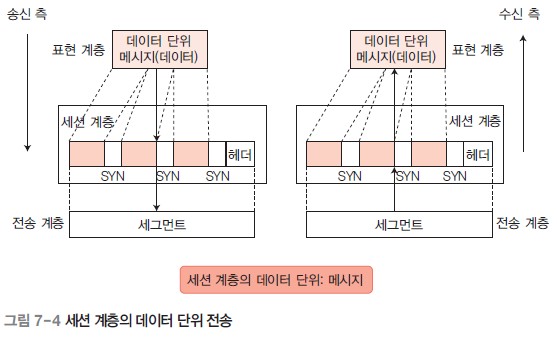 송신 측
수신 측
표현 계층
데이터 단위
메시지(데이터)
데이터 단위
메시지(데이터)
표현 계층
세션 계층
세션 계층
헤더
헤더
SYN
SYN
SYN
SYN
SYN
SYN
전송 계층
세그먼트
세그먼트
전송 계층
세션 계층의 데이터 단위: 메시지
그림 7-4 세션 계층의 데이터 단위 전송